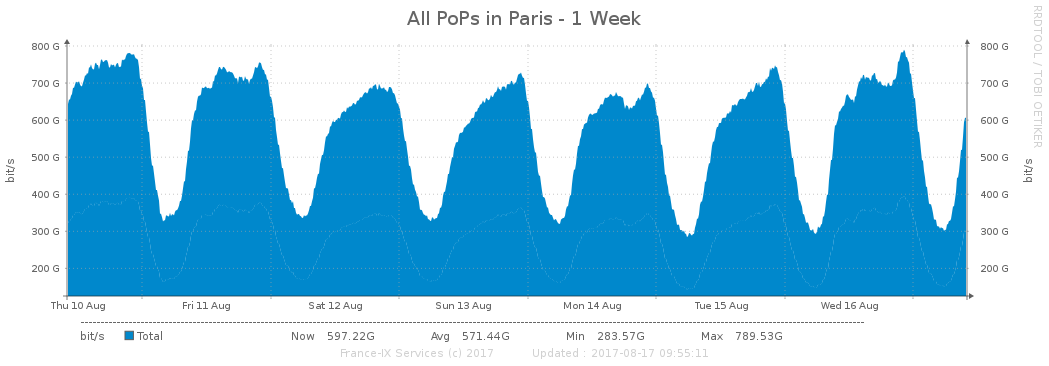 All PoPs in Paris - 1 Week
RRDTOOL / TOBI OETIKER
800 G 800 G
700 G 700 G
600 G 600 G
500 G 500 G
400 G 400 G
300 G 300 G
200 G 200 G
bit/s bit/s
Thu 10 Aug Fri 11 Aug Sat 12 Aug Sun 13 Aug Mon 14 Aug Tue 15 Aug Wed 16 Aug
bit/s Total Now 597.22G Avg 571.44G Min 283.57G Max 789.53G
France-IX Services (c) 2017 Updated : 2017-08-17 09:55:11